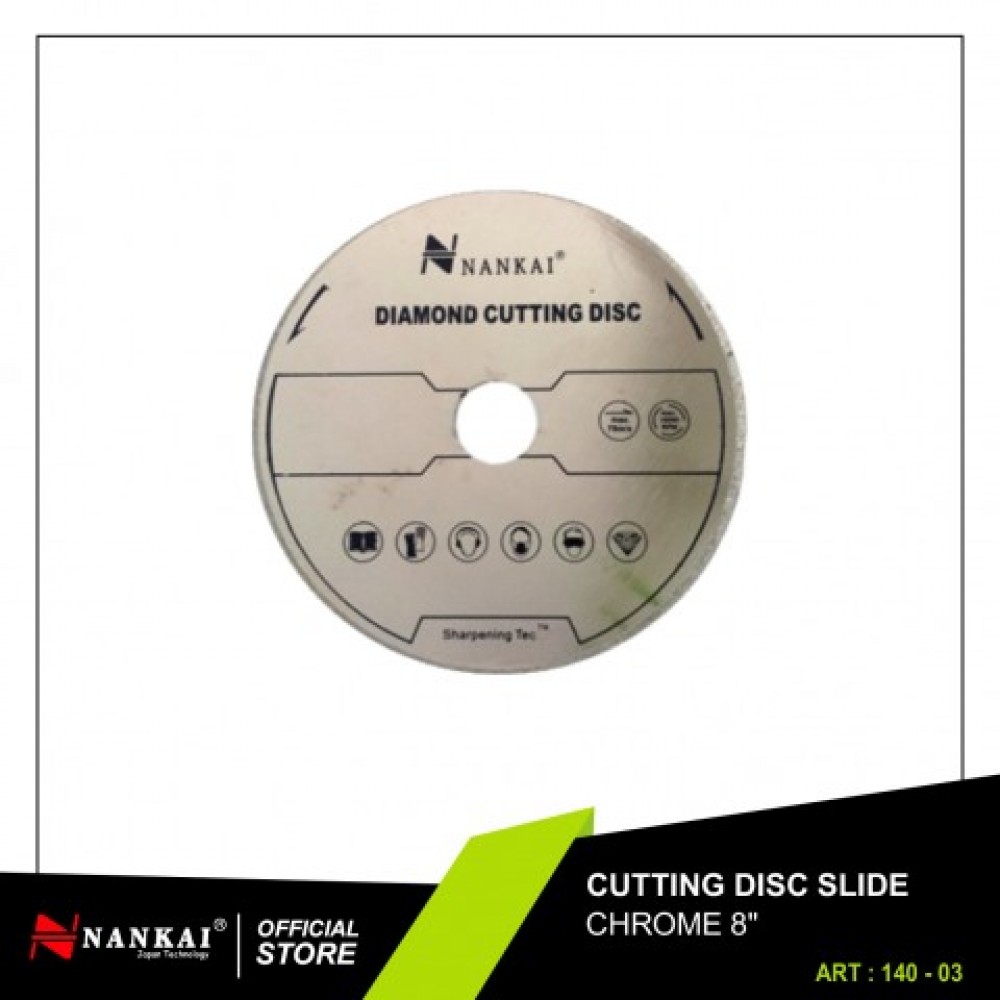 NANKAI®
DIAMOND CUTTING DISC
Sharpening Tec™
NANKAI®
Japan Technology
OFFICIAL
STORE
CUTTING DISC SLIDE
CHROME 8"
ART : 140 - 03